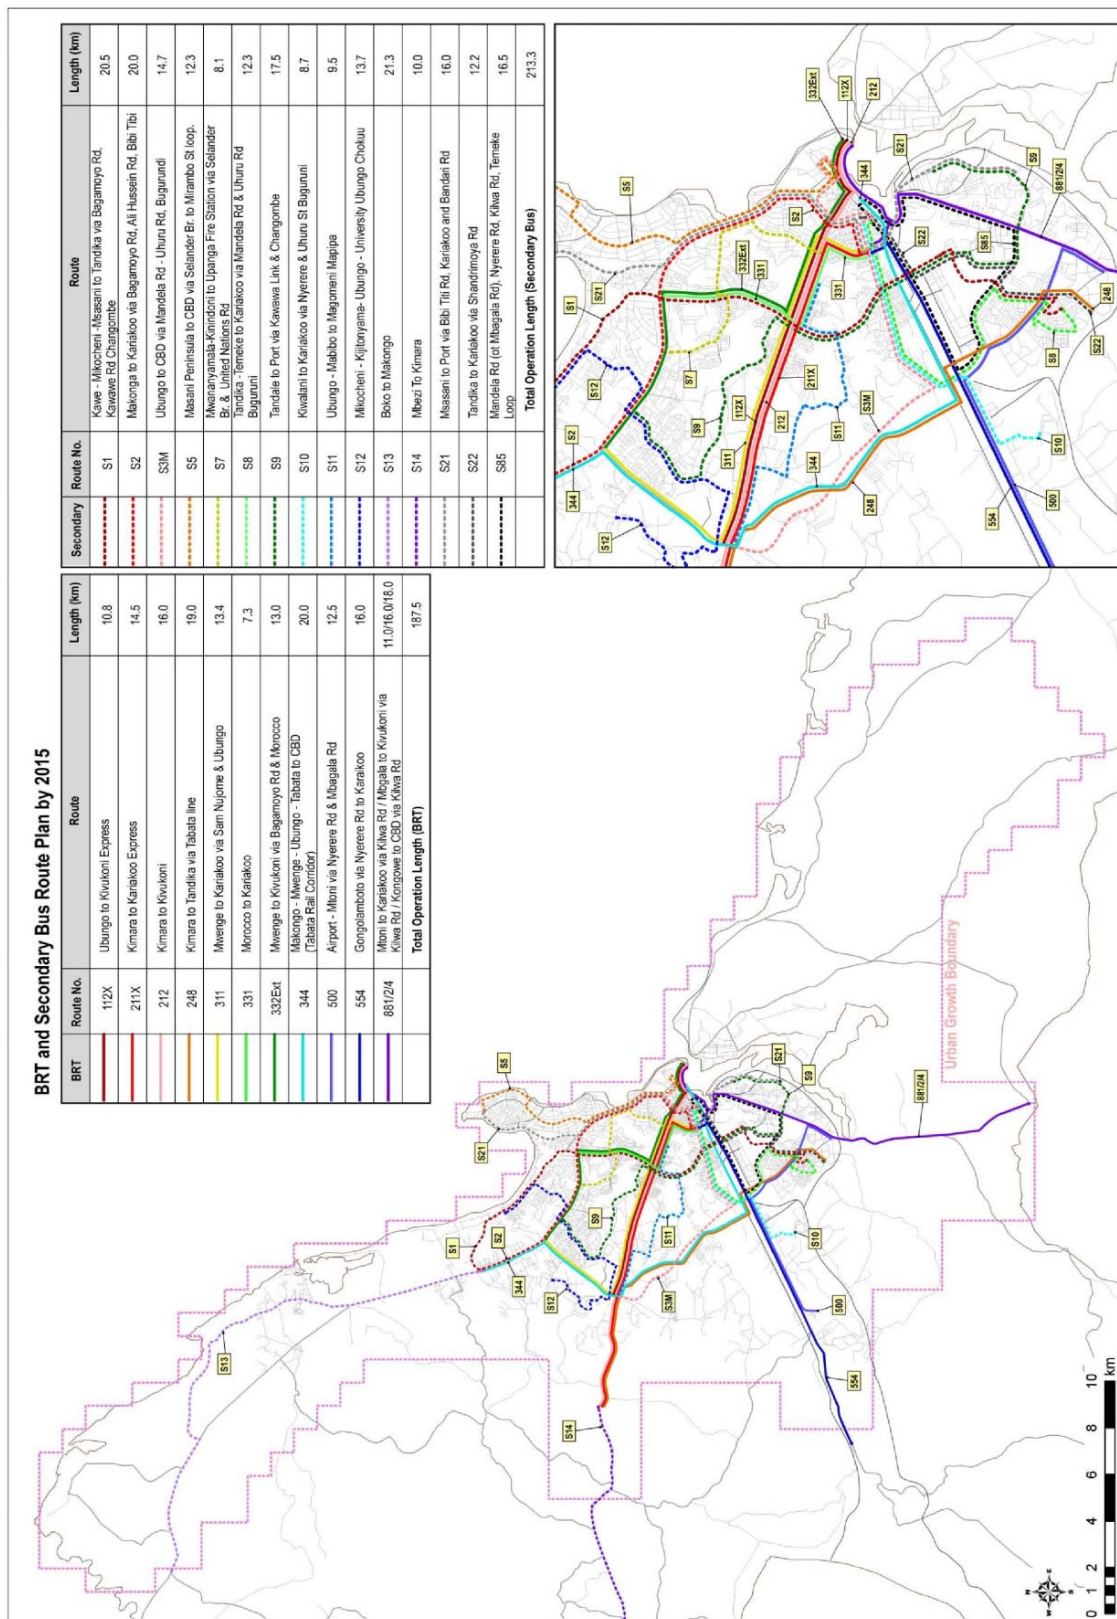 BRT and Secondary Bus Route Plan by 2015
BRT Route No. Route Length (km)
112X Ubungo to Kivukoni Express 10.8
211X Kimara to Kariakoo Express 14.5
212 Kimara to Kivukoni 16.0
248 Kimara to Tandika via Tabata line 19.0
311 Mwenge to Kariakoo via Sam Nujome & Ubungo 13.4
331 Morocco to Kariakoo 7.3
332Ext Mwenge to Kivukoni via Bagamoyo Rd & Morocco 13.0
344 Makongo - Mwenge - Ubungo - Tabata to CBD 20.0
(Tabata Rail Corridor)
500 Airport - Mtoni via Nyerere Rd & Mbagala Rd 12.5
554 Gongolamboto via Nyerere Rd to Karaikoo 16.0
881/2/4 Mtoni to Kariakoo via Kilwa Rd / Mbgala to Kivukoni via 11.0/16.0/18.0
Kilwa Rd / Kongowe to CBD via Kilwa Rd
Total Operation Length (BRT) 187.5
Secondary Route No. Route Length (km)
S1 Kawe - Mikocheni -Msasani to Tandika via Bagamoyo Rd, 20.5
Kawawe Rd Changombe
S2 Makonga to Kariakoo via Bagamoyo Rd, Ali Hussein Rd, Bibi Tibi 20.0
S3M Ubungo to CBD via Mandela Rd - Uhuru Rd, Bugurundi 14.7
S5 Masani Peninsula to CBD via Selander Br. to Mirambo St loop. 12.3
S7 Mwananyamala-Kinindoni to Upanga Fire Station via Selander 8.1
Br. & United Nations Rd
S8 Tandika - Temeke to Kariakoo via Mandela Rd & Uhuru Rd 12.3
Buguruni
S9 Tandale to Port via Kawawa Link & Changombe 17.5
S10 Kiwalani to Kariakoo via Nyerere & Uhuru St Buguruni 8.7
S11 Ubungo - Mabibo to Magomeni Mapipa 9.5
S12 Mikocheni - Kijitonyama- Ubungo - University Ubungo Chokuu 13.7
S13 Boko to Makongo 21.3
S14 Mbezi To Kimara 10.0
S21 Msasani to Port via Bibi Titi Rd, Kariakoo and Bandari Rd 16.0
S22 Tandika to Kariakoo via Shandrimoya Rd 12.2
S85 Mandela Rd (ot Mbagala Rd), Nyerere Rd, Kilwa Rd, Temeke 16.5
Loop
Total Operation Length (Secondary Bus) 213.3
S13
S14
S1
S2
344
S12
S21
S5
S9
S11
S3M
S10
500
554
S21
S9
881/2/4
Urban Growth Boundary
N
E
S
W
0 1 2 4 6 8 10
km
S2
344
S12
S12
S1
S21
S5
S7
S9
332Ext
331
311
112X
212
211X
S11
S3M
344
248
S2
331
344
332Ext
112X
212
S21
S9
881/2/4
S22
S85
S8
S22
248
S10
554
500